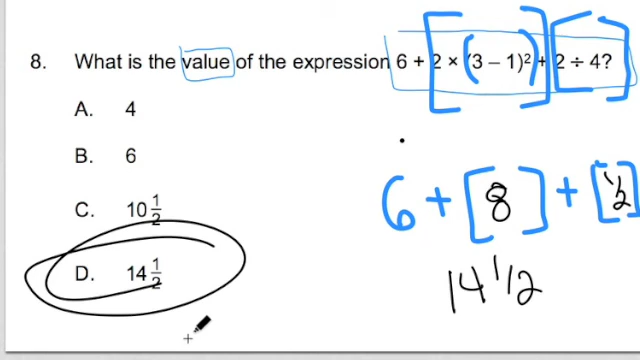 8. What is the value of the expression 6 + 2 × (3 – 1)² + 2 ÷ 4?
A. 4
B. 6
C. 10 1/2
D. 14 1/2
6 + [8] + [1/2]
14 1/2